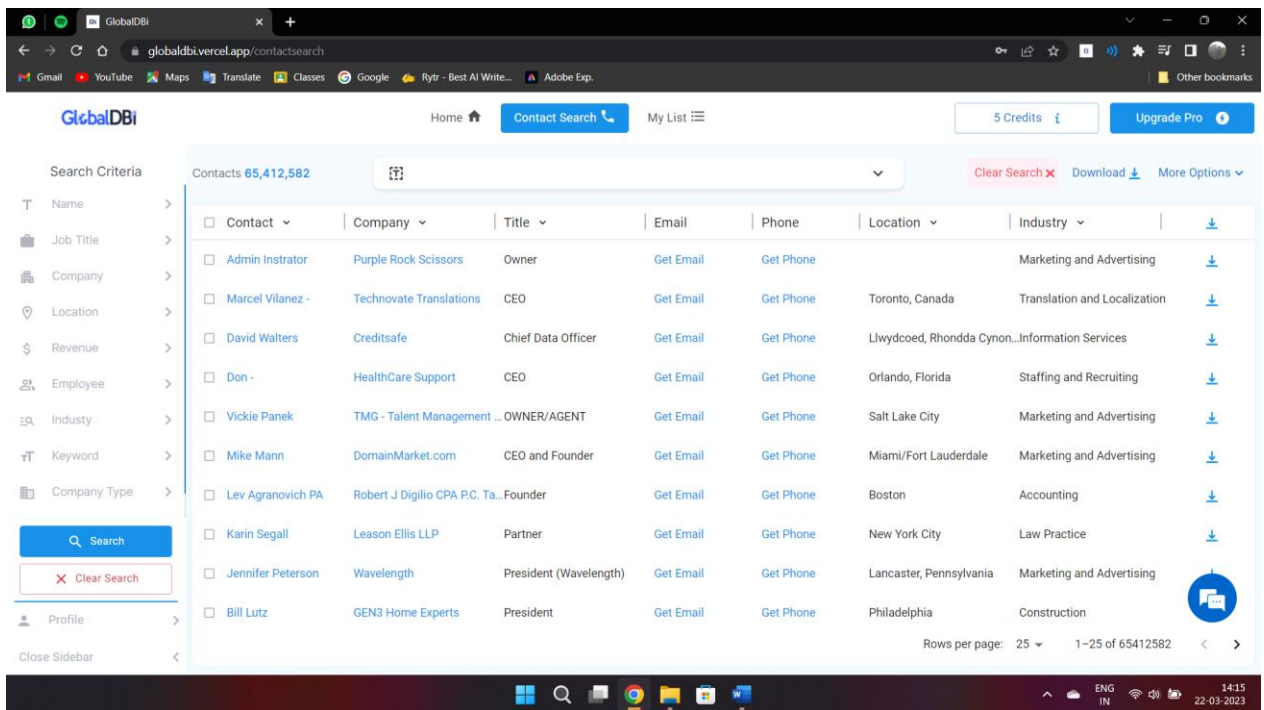 GlobalDBi
globaldbi.vercel.app/contactsearch
Gmail YouTube Maps Translate Classes Google Rytr - Best AI Write... Adobe Exp. Other bookmarks
GlobalDBi Home Contact Search My List 5 Credits i Upgrade Pro
Search Criteria
Name
Job Title
Company
Location
Revenue
Employee
Industy
Keyword
Company Type
Search
Clear Search
Profile
Close Sidebar
Contacts 65,412,582 Clear Search Download More Options
Contact Company Title Email Phone Location Industry
Admin Instrator Purple Rock Scissors Owner Get Email Get Phone Marketing and Advertising
Marcel Vilanez - Technovate Translations CEO Get Email Get Phone Toronto, Canada Translation and Localization
David Walters Creditsafe Chief Data Officer Get Email Get Phone Llwydcoed, Rhondda Cynon... Information Services
Don - HealthCare Support CEO Get Email Get Phone Orlando, Florida Staffing and Recruiting
Vickie Panek TMG - Talent Management ... OWNER/AGENT Get Email Get Phone Salt Lake City Marketing and Advertising
Mike Mann DomainMarket.com CEO and Founder Get Email Get Phone Miami/Fort Lauderdale Marketing and Advertising
Lev Agranovich PA Robert J Digilio CPA P.C. Ta... Founder Get Email Get Phone Boston Accounting
Karin Segall Leason Ellis LLP Partner Get Email Get Phone New York City Law Practice
Jennifer Peterson Wavelength President (Wavelength) Get Email Get Phone Lancaster, Pennsylvania Marketing and Advertising
Bill Lutz GEN3 Home Experts President Get Email Get Phone Philadelphia Construction
Rows per page: 25 1–25 of 65412582
ENG
IN
14:15
22-03-2023